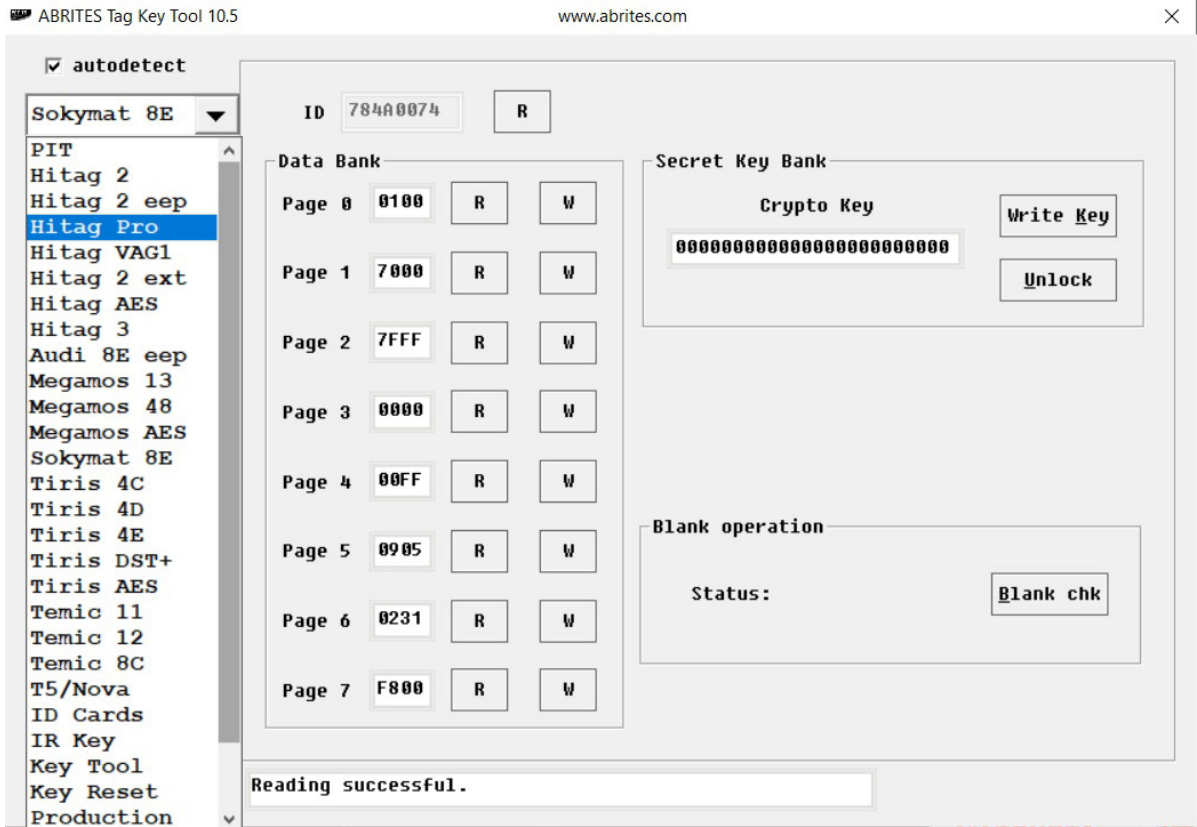 ABRITES Tag Key Tool 10.5
www.abrites.com
autodetect
Sokymat 8E
PIT
Hitag 2
Hitag 2 eep
Hitag Pro
Hitag VAG1
Hitag 2 ext
Hitag AES
Hitag 3
Audi 8E eep
Megamos 13
Megamos 48
Megamos AES
Sokymat 8E
Tiris 4C
Tiris 4D
Tiris 4E
Tiris DST+
Tiris AES
Temic 11
Temic 12
Temic 8C
T5/Nova
ID Cards
IR Key
Key Tool
Key Reset
Production
ID 784A0074 R
Data Bank
Page 0 0100 R W
Page 1 7000 R W
Page 2 7FFF R W
Page 3 0000 R W
Page 4 00FF R W
Page 5 0905 R W
Page 6 0231 R W
Page 7 F800 R W
Secret Key Bank
Crypto Key
000000000000000000000000
Write Key
Unlock
Blank operation
Status:
Blank chk
Reading successful.